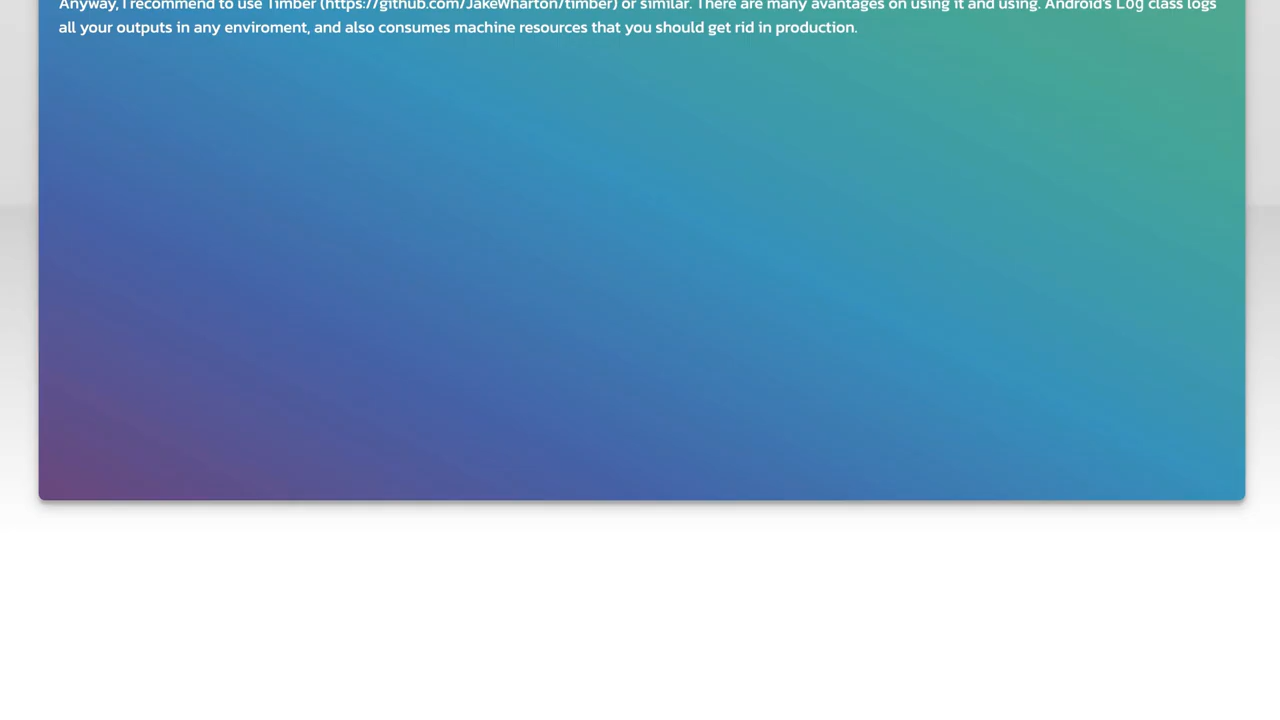 Anyway, I recommend to use Timber (https://github.com/JakeWharton/timber) or similar. There are many avantages on using it and using. Android's Log class logs
all your outputs in any enviroment, and also consumes machine resources that you should get rid in production.